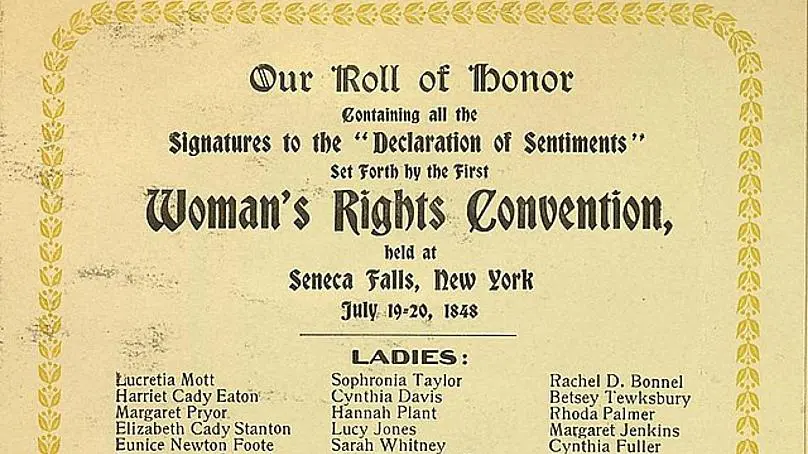 Our Roll of Honor
Containing all the
Signatures to the "Declaration of Sentiments"
Set Forth by the First
Woman's Rights Convention,
held at
Seneca Falls, New York
July 19-20, 1848
LADIES:
Lucretia Mott
Harriet Cady Eaton
Margaret Pryor
Elizabeth Cady Stanton
Eunice Newton Foote
Sophronia Taylor
Cynthia Davis
Hannah Plant
Lucy Jones
Sarah Whitney
Rachel D. Bonnel
Betsey Tewksbury
Rhoda Palmer
Margaret Jenkins
Cynthia Fuller